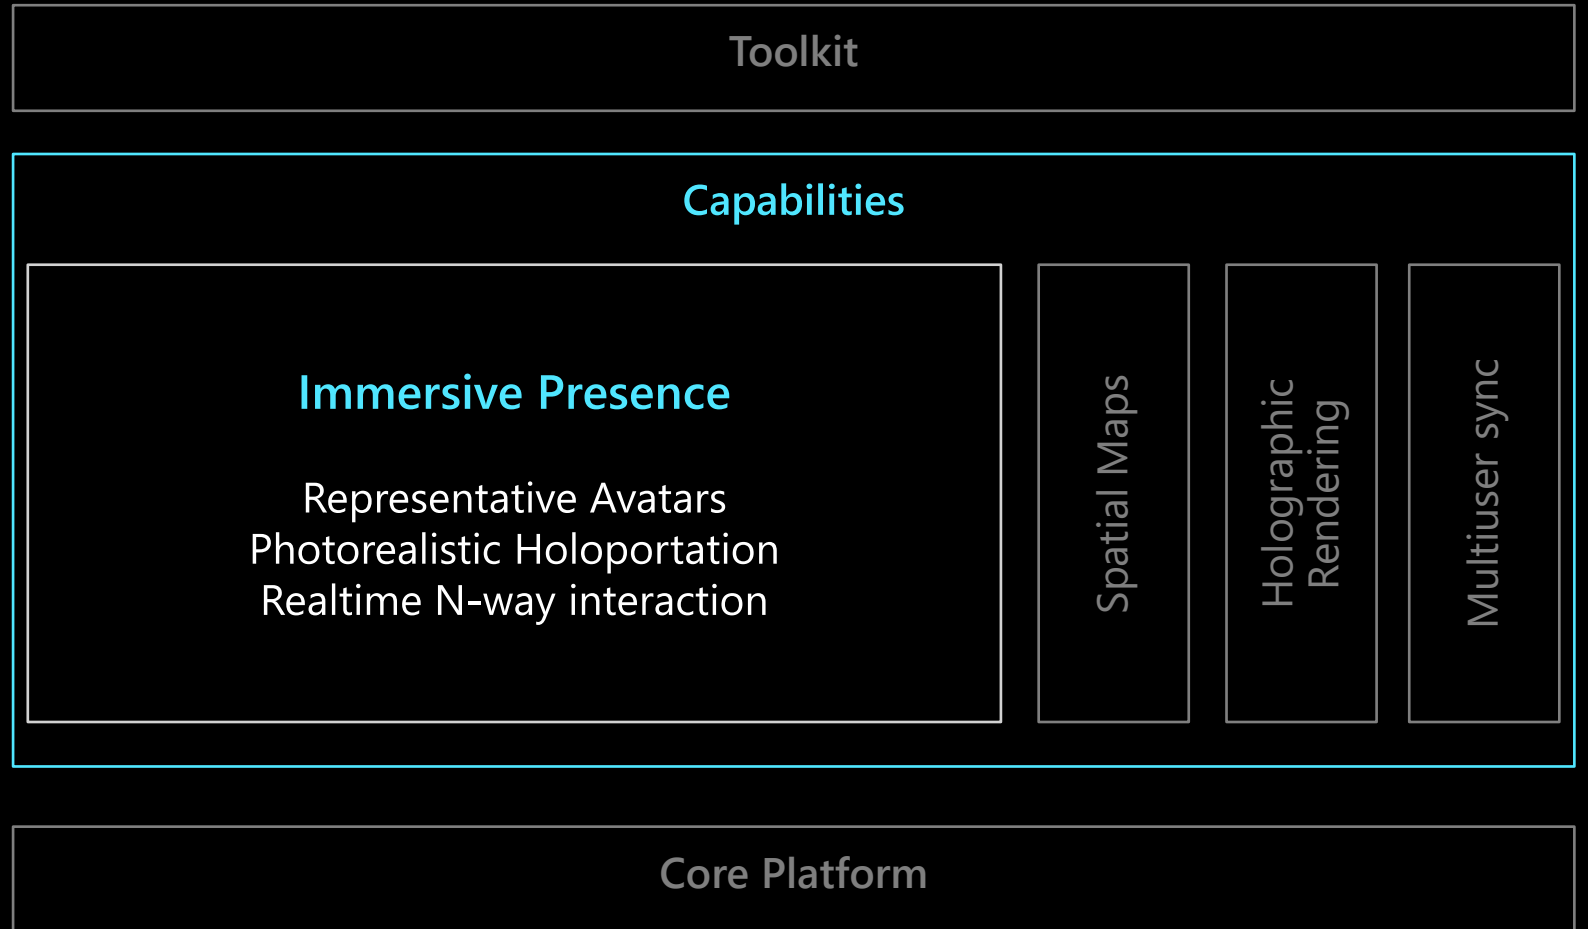 Toolkit
Capabilities
Immersive Presence
Representative Avatars
Photorealistic Holoportation
Realtime N-way interaction
Spatial Maps
Holographic
Rendering
Multiuser sync
Core Platform